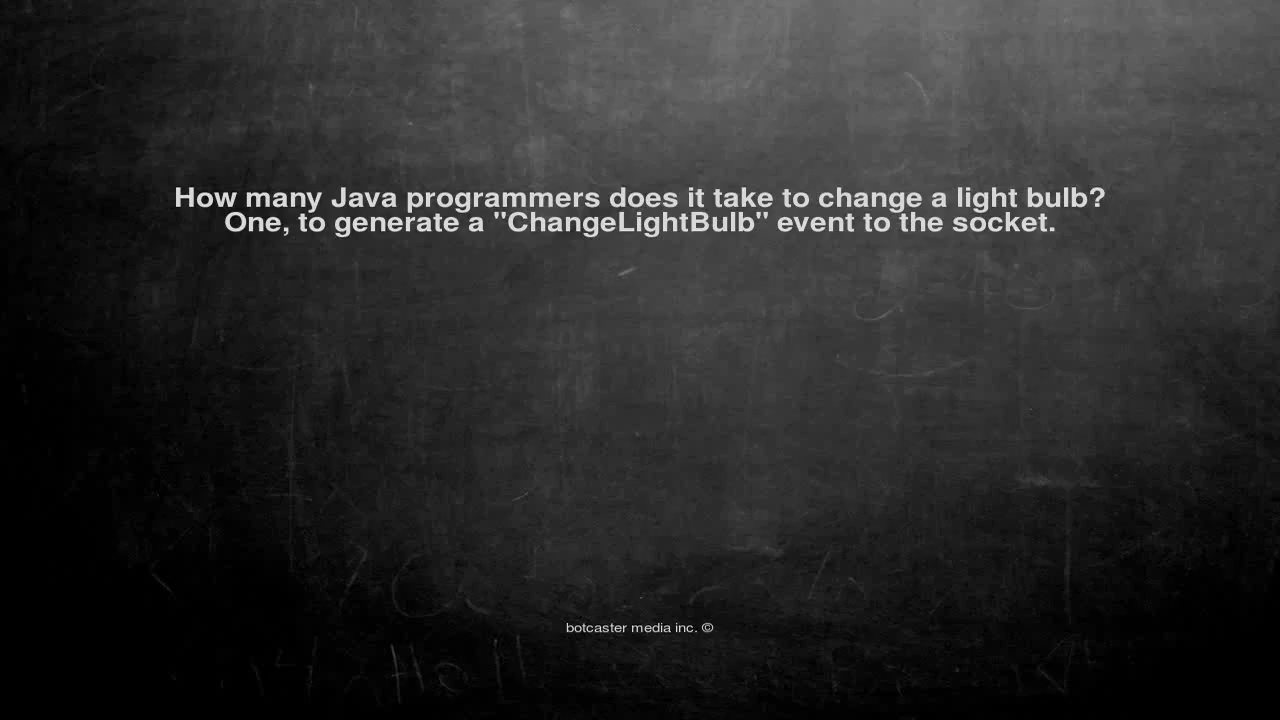 How many Java programmers does it take to change a light bulb?
One, to generate a "ChangeLightBulb" event to the socket.
botcaster media inc. ©